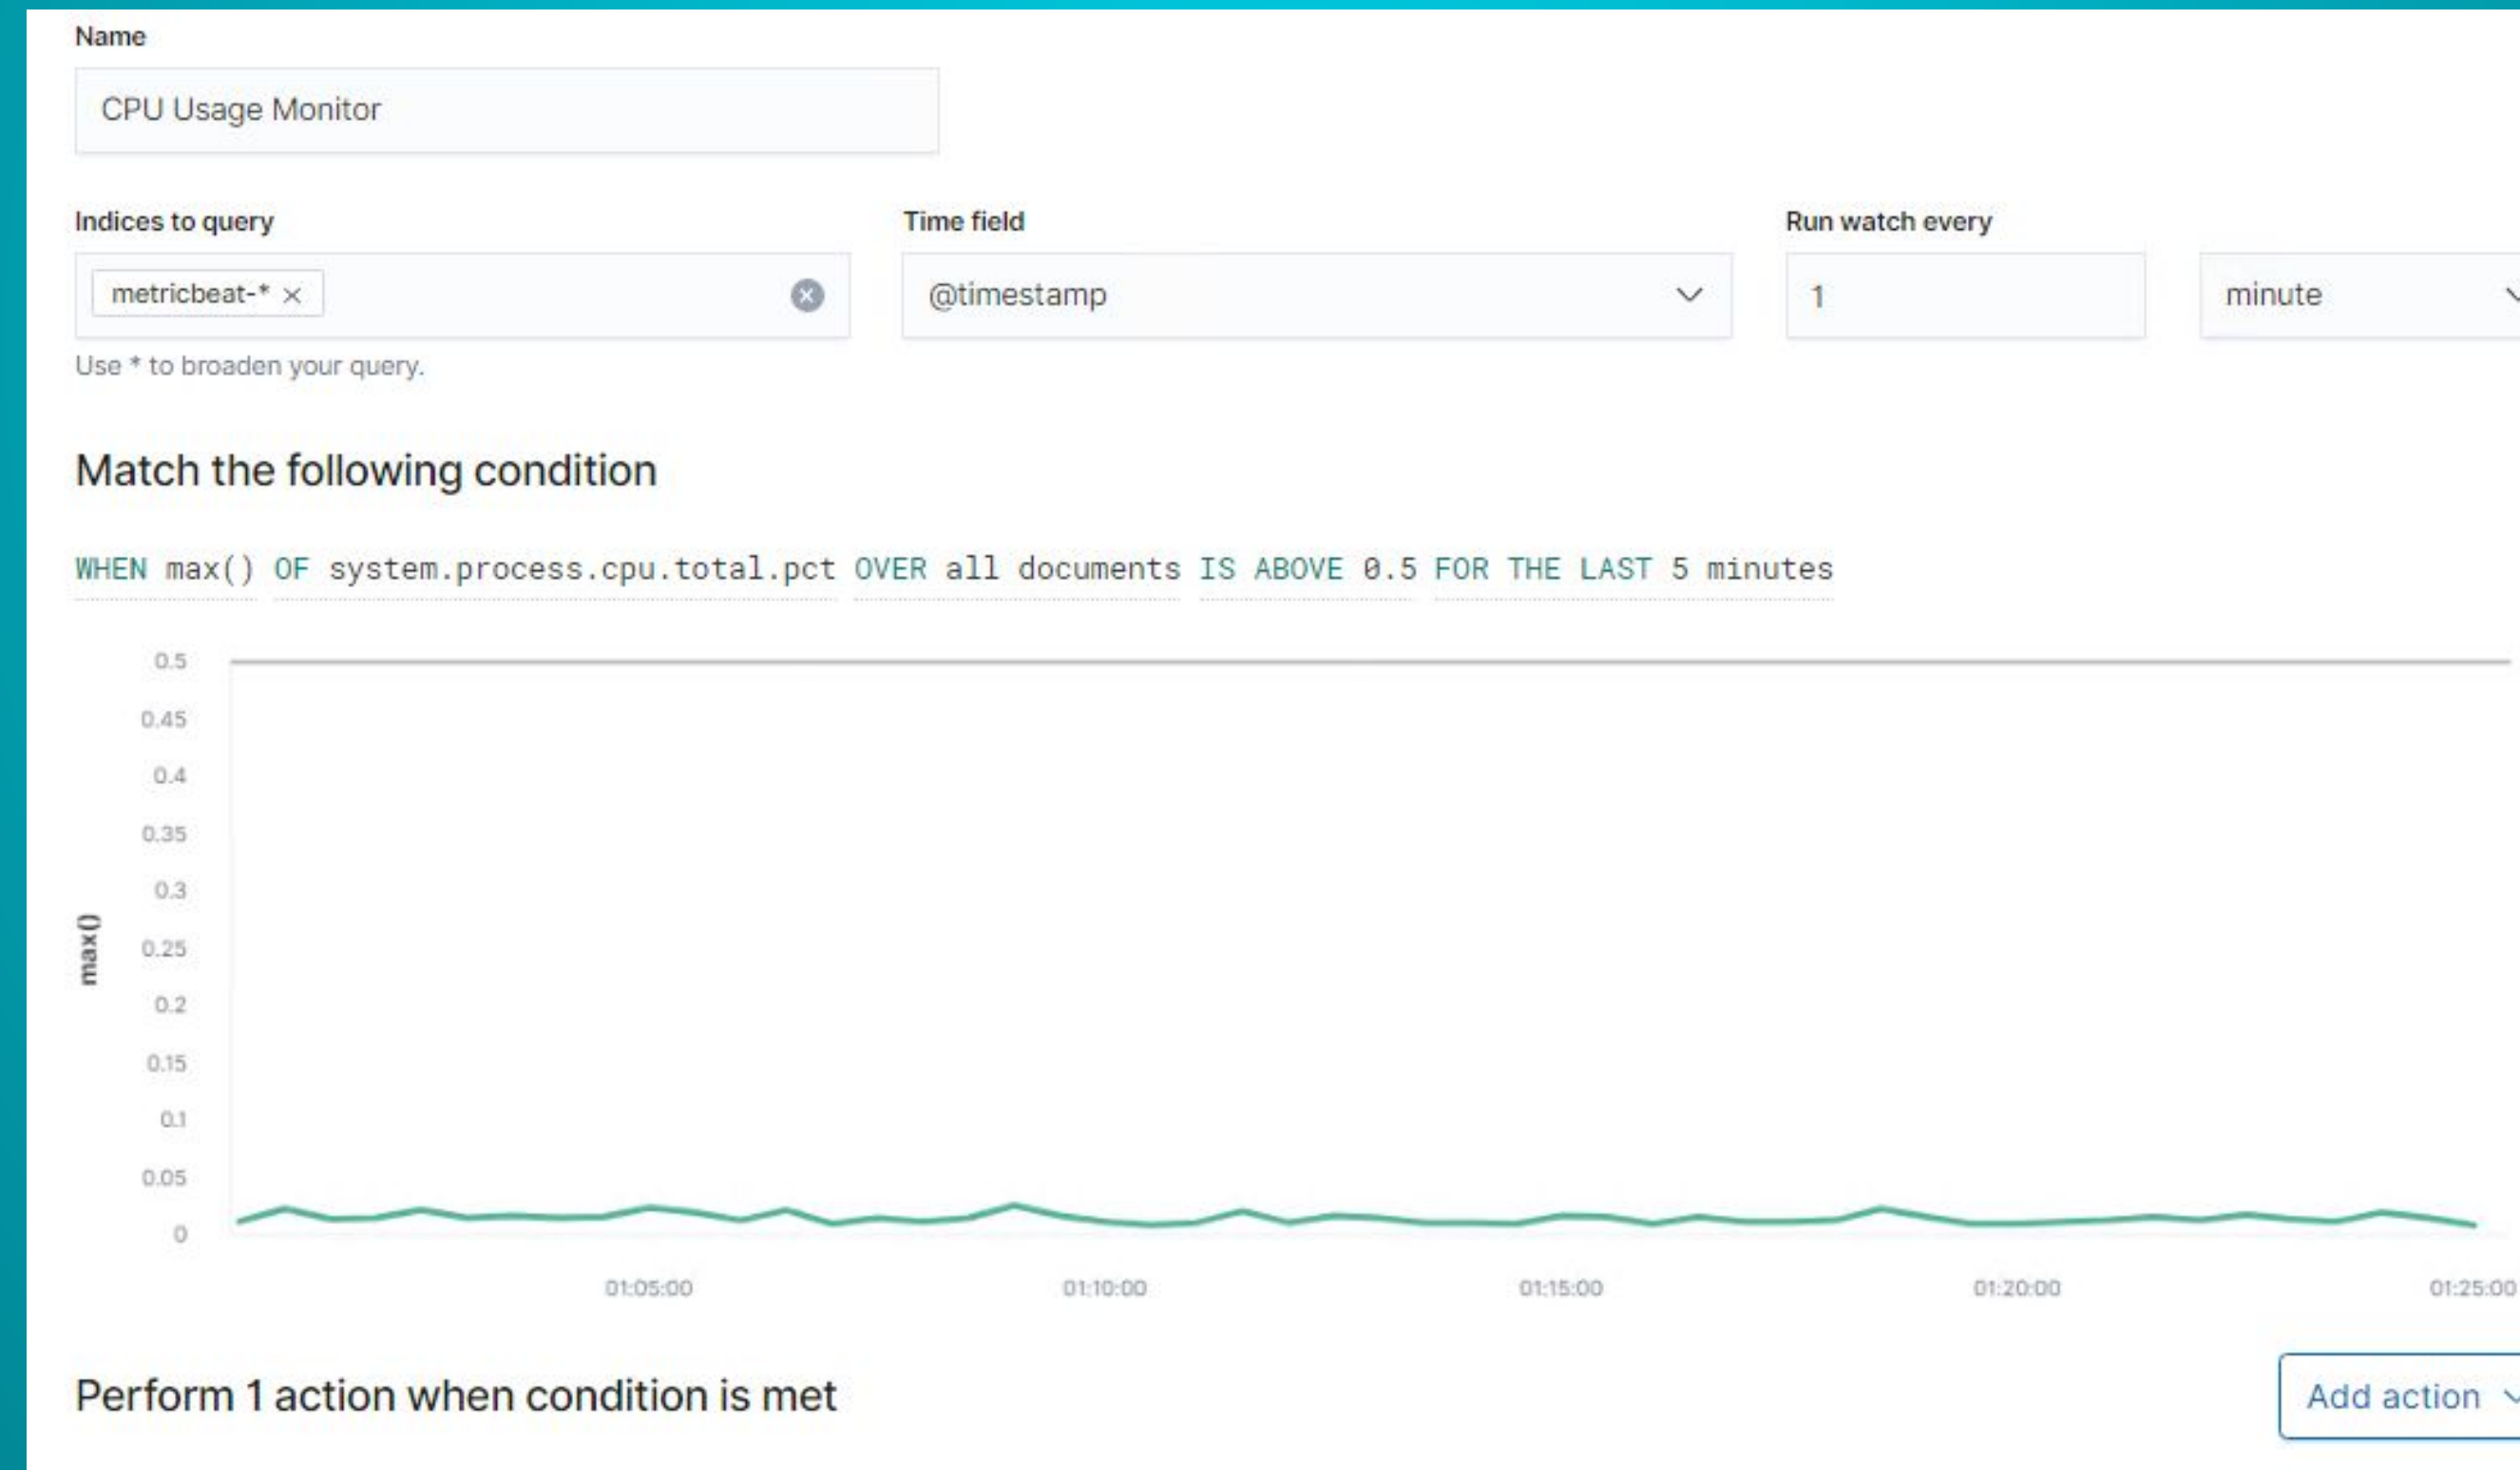 Name
CPU Usage Monitor
Indices to query
Time field
Run watch every
metricbeat-* ×
@timestamp
1
minute
Use * to broaden your query.
Match the following condition
WHEN max() OF system.process.cpu.total.pct OVER all documents IS ABOVE 0.5 FOR THE LAST 5 minutes
0.5
0.45
0.4
0.35
0.3
0.25
0.2
0.15
0.1
0.05
0
max()
01:05:00
01:10:00
01:15:00
01:20:00
01:25:00
Perform 1 action when condition is met
Add action